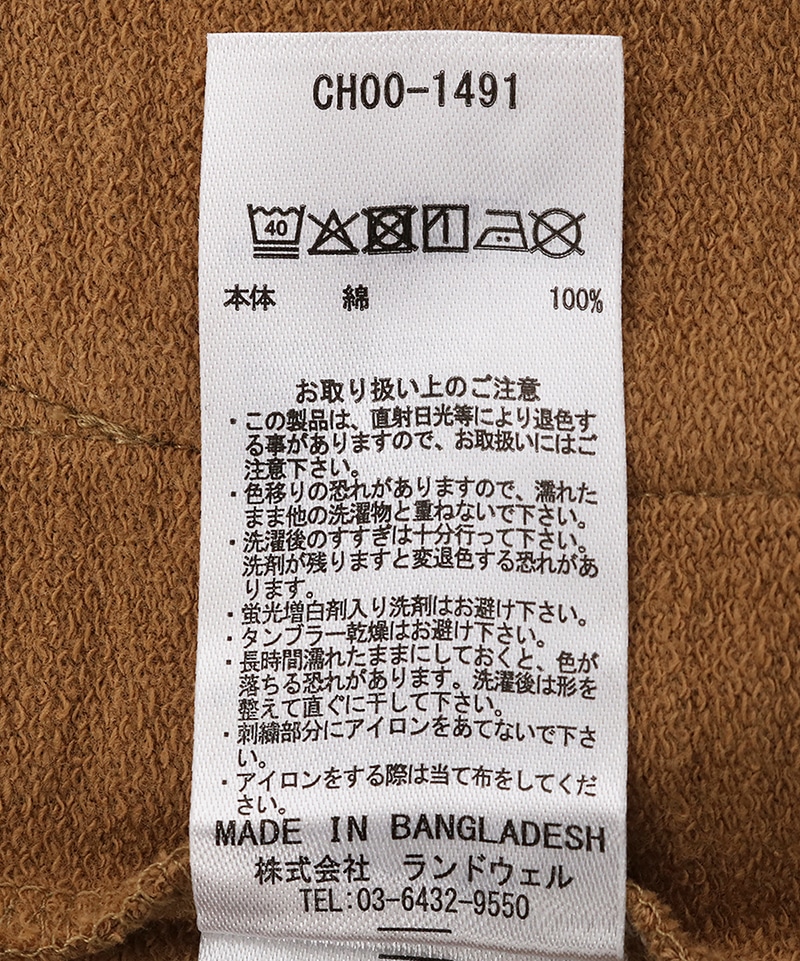 CH00-1491
40
本体 綿 100%
お取り扱い上のご注意
・この製品は、直射日光等により退色す
る事がありますので、お取扱いにはご
注意下さい。
・色移りの恐れがありますので、濡れた
まま他の洗濯物と重ねないで下さい。
・洗濯後のすすぎは十分行って下さい。
洗剤が残りますと変退色する恐れがあ
ります。
・蛍光増白剤入り洗剤はお避け下さい。
・タンブラー乾燥はお避け下さい。
・長時間濡れたままにしておくと、色が
落ちる恐れがあります。洗濯後は形を
整えて直ぐに干して下さい。
・刺繍部分にアイロンをあてないで下さ
い。
・アイロンをする際は当て布をしてくだ
さい。
MADE IN BANGLADESH
株式会社 ランドウェル
TEL:03-6432-9550